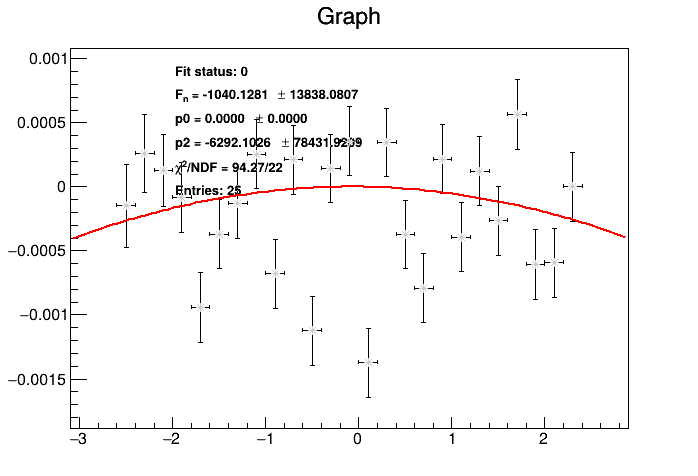 Graph
Fit status: 0
Fn = -1040.1281 ± 13838.0807
p0 = 0.0000 ± 0.0000
p2 = -6292.1026 ± 78431.9239
χ²/NDF = 94.27/22
Entries: 25
0.001
0.0005
0
−0.0005
−0.001
−0.0015
−3 −2 −1 0 1 2